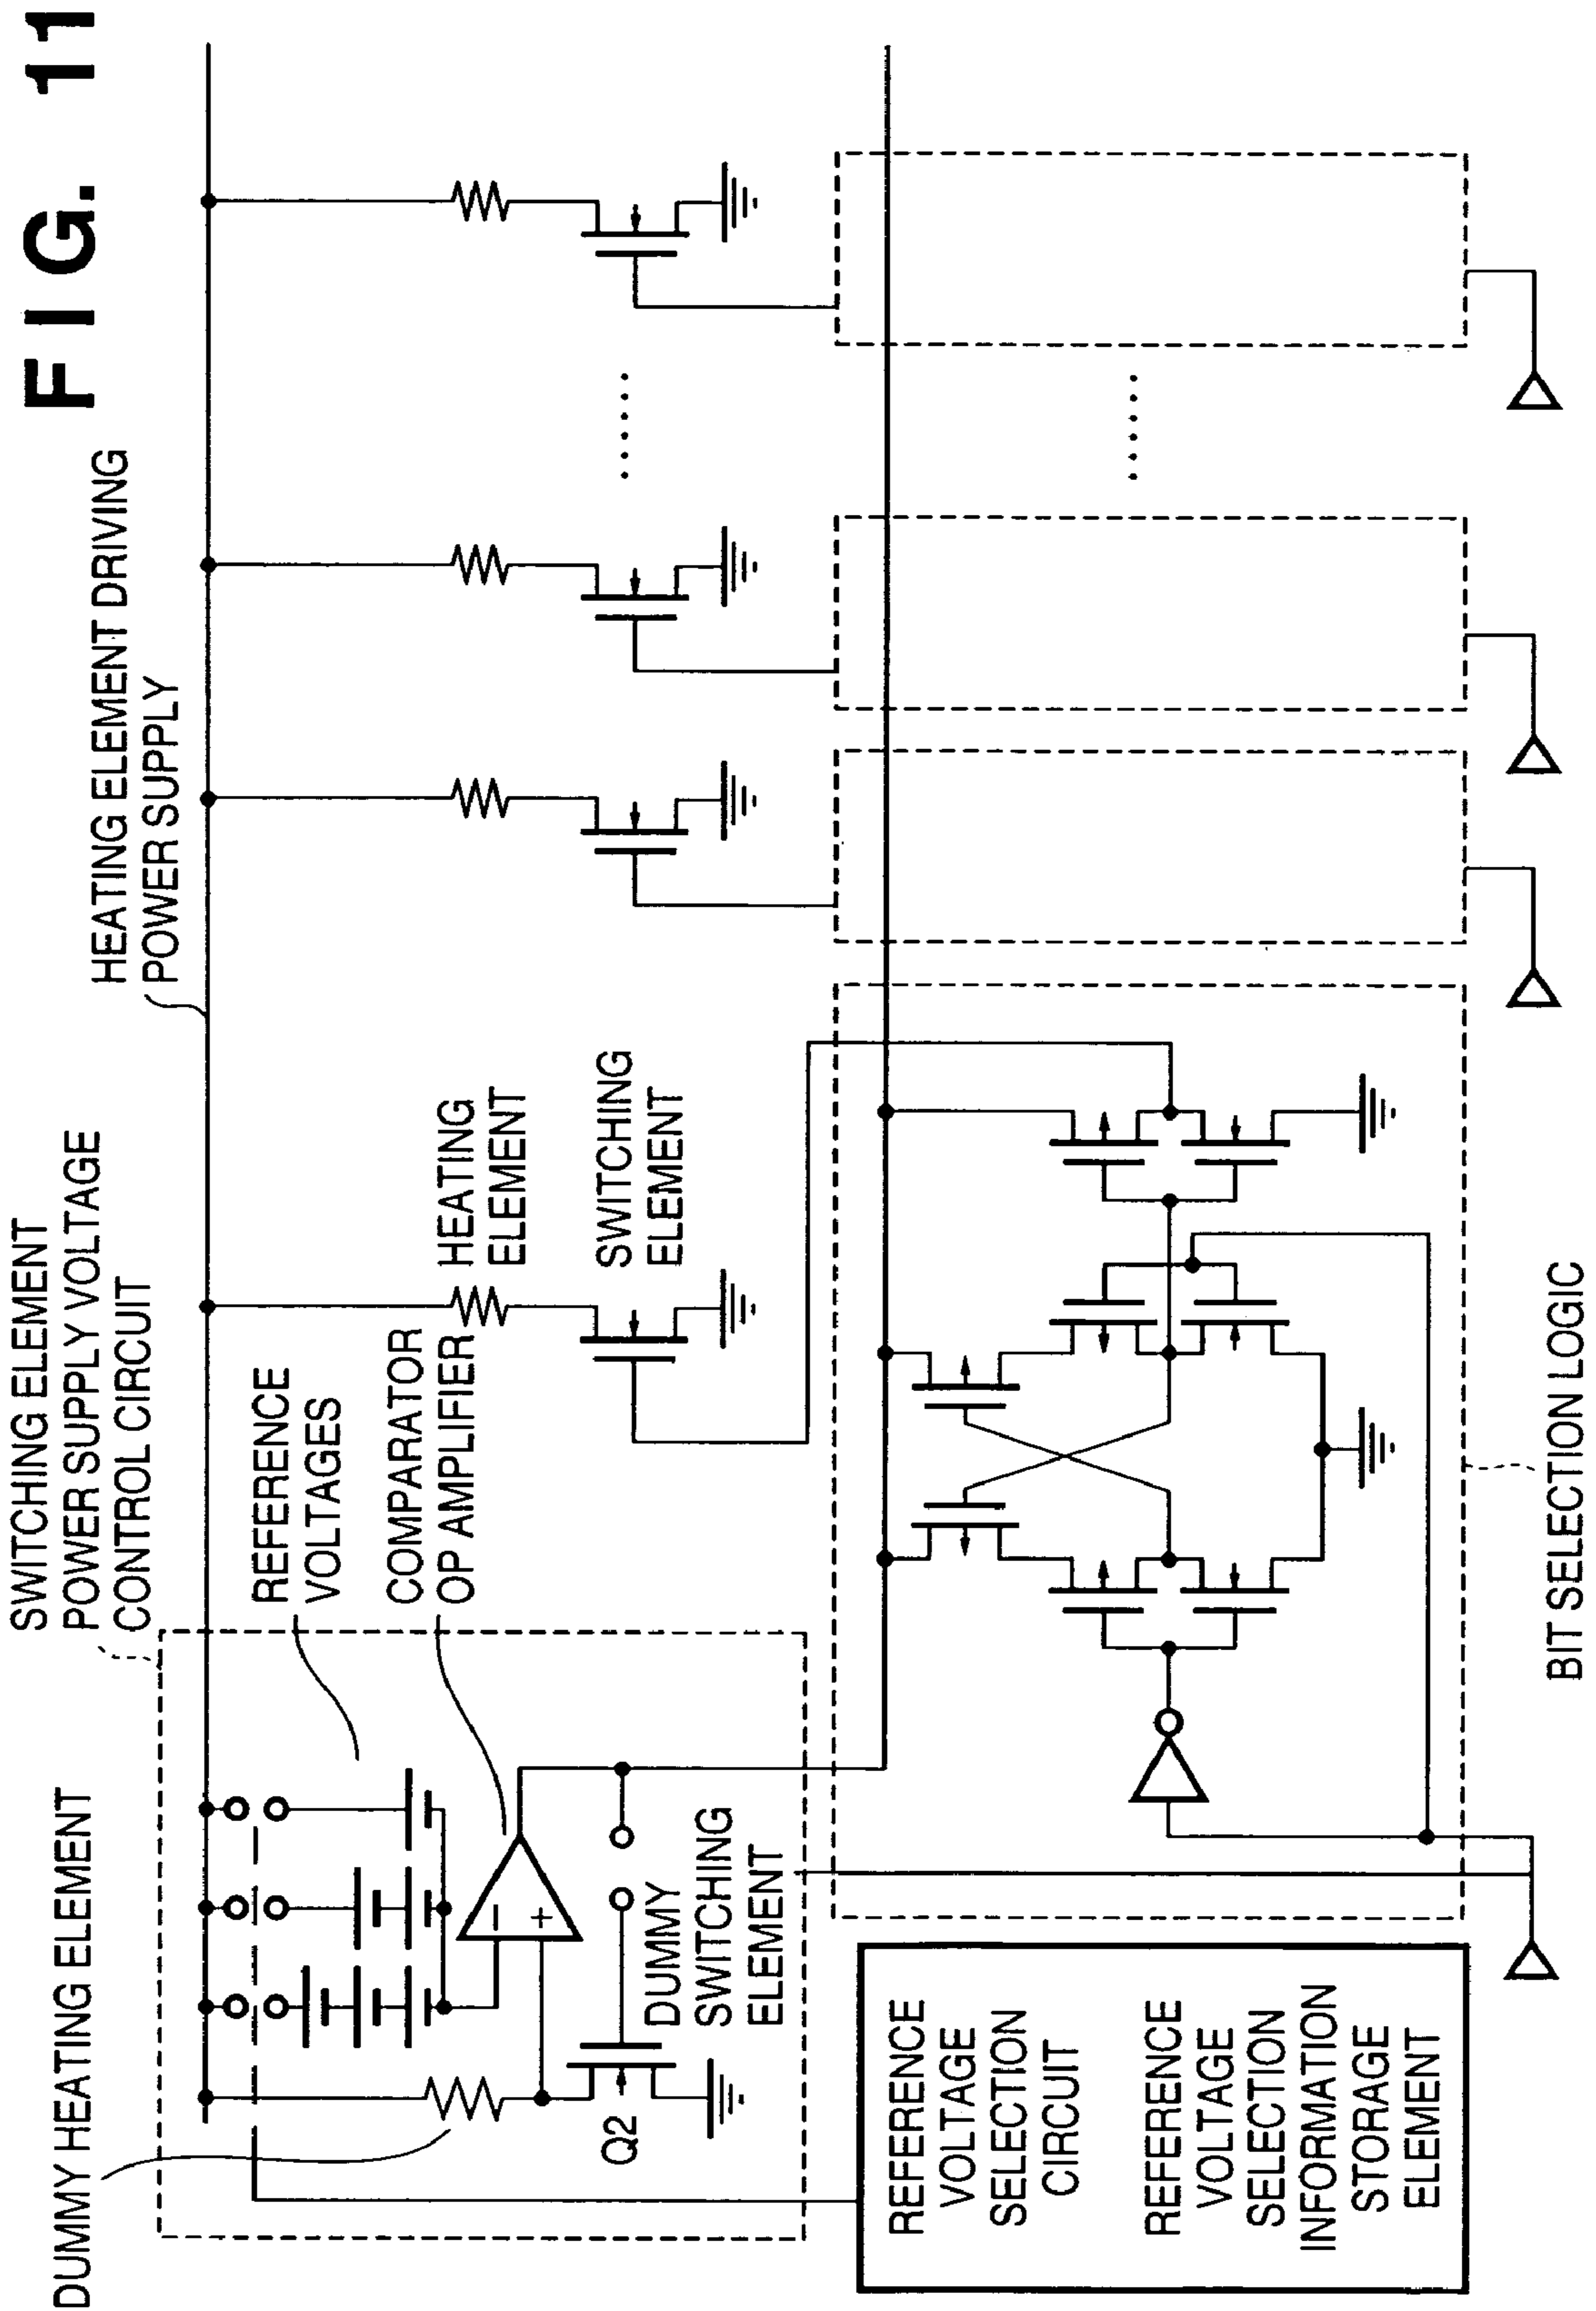 FIG. 11
SWITCHING ELEMENT
POWER SUPPLY VOLTAGE
CONTROL CIRCUIT
HEATING ELEMENT DRIVING
POWER SUPPLY
DUMMY HEATING ELEMENT
REFERENCE
VOLTAGES
COMPARATOR
OP AMPLIFIER
HEATING
ELEMENT
SWITCHING
ELEMENT
−
+
Q2
DUMMY
SWITCHING
ELEMENT
REFERENCE
VOLTAGE
SELECTION
CIRCUIT
REFERENCE
VOLTAGE
SELECTION
INFORMATION
STORAGE
ELEMENT
BIT SELECTION LOGIC